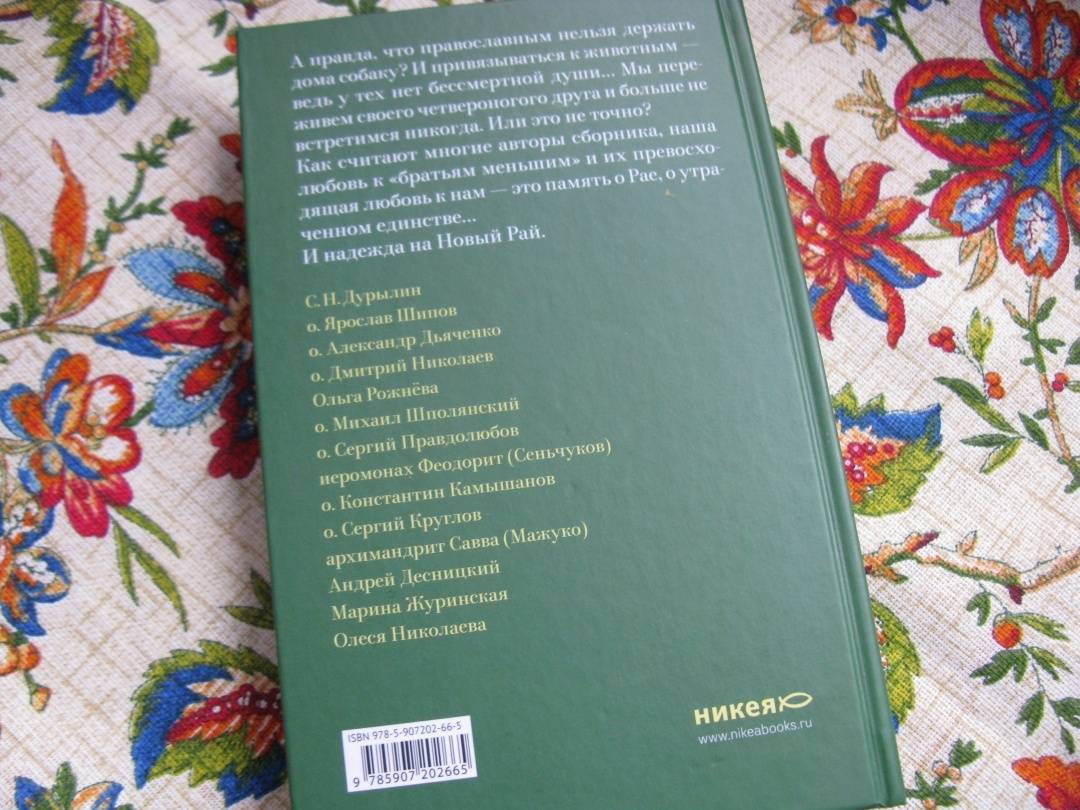 А правда, что православным нельзя держать
дома собаку? И привязываться к животным —
ведь у тех нет бессмертной души... Мы пере-
живем своего четвероногого друга и больше не
встретимся никогда. Или это не точно?
Как считают многие авторы сборника, наша
любовь к «братьям меньшим» и их превосхо-
дящая любовь к нам — это память о Рае, о утра-
ченном единстве...
И надежда на Новый Рай.
С. Н. Дурылин
о. Ярослав Шипов
о. Александр Дьяченко
о. Дмитрий Николаев
Ольга Рожнёва
о. Михаил Шполянский
о. Сергий Правдолюбов
иеромонах Феодорит (Сеньчуков)
о. Константин Камышанов
о. Сергий Круглов
архимандрит Савва (Мажуко)
Андрей Десницкий
Марина Журинская
Олеся Николаева
никея
www.nikeabooks.ru
ISBN 978-5-907202-66-5
9 785907 202665